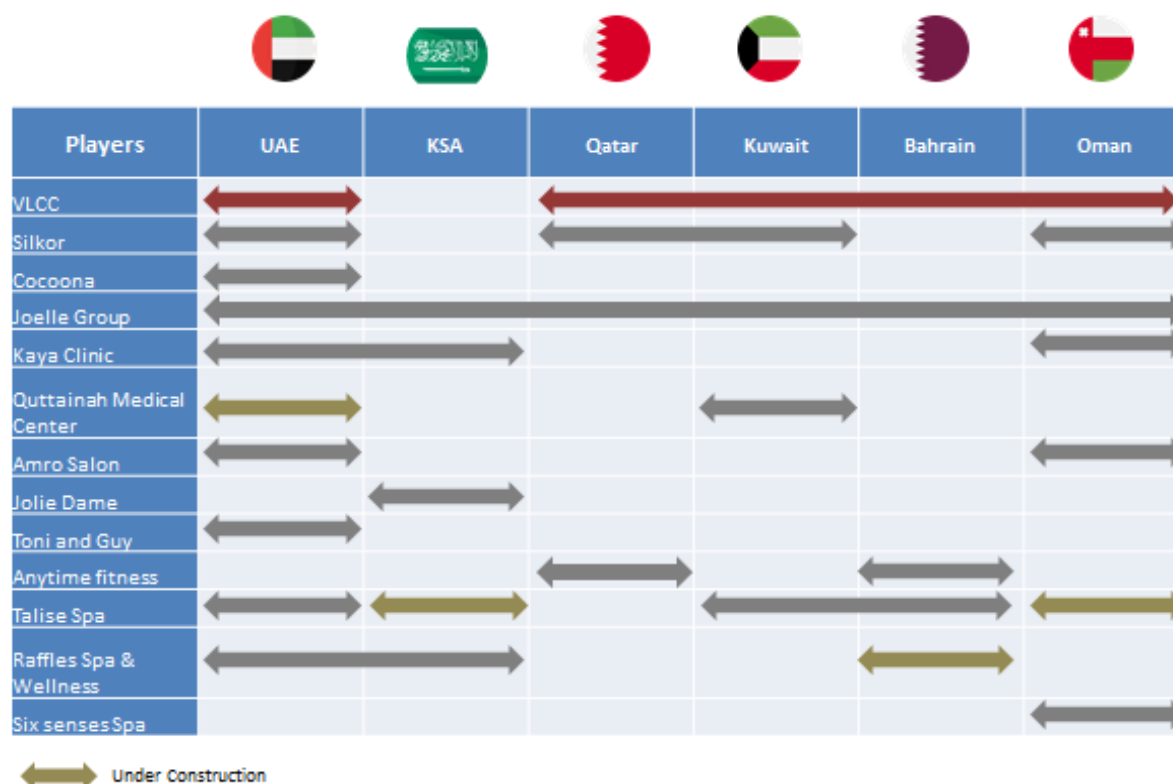 Players UAE KSA Qatar Kuwait Bahrain Oman
VLCC
Silkor
Cocoona
Joelle Group
Kaya Clinic
Quttainah Medical
Center
Amro Salon
Jolie Dame
Toni and Guy
Anytime fitness
Talise Spa
Raffles Spa &
Wellness
Six senses Spa
Under Construction